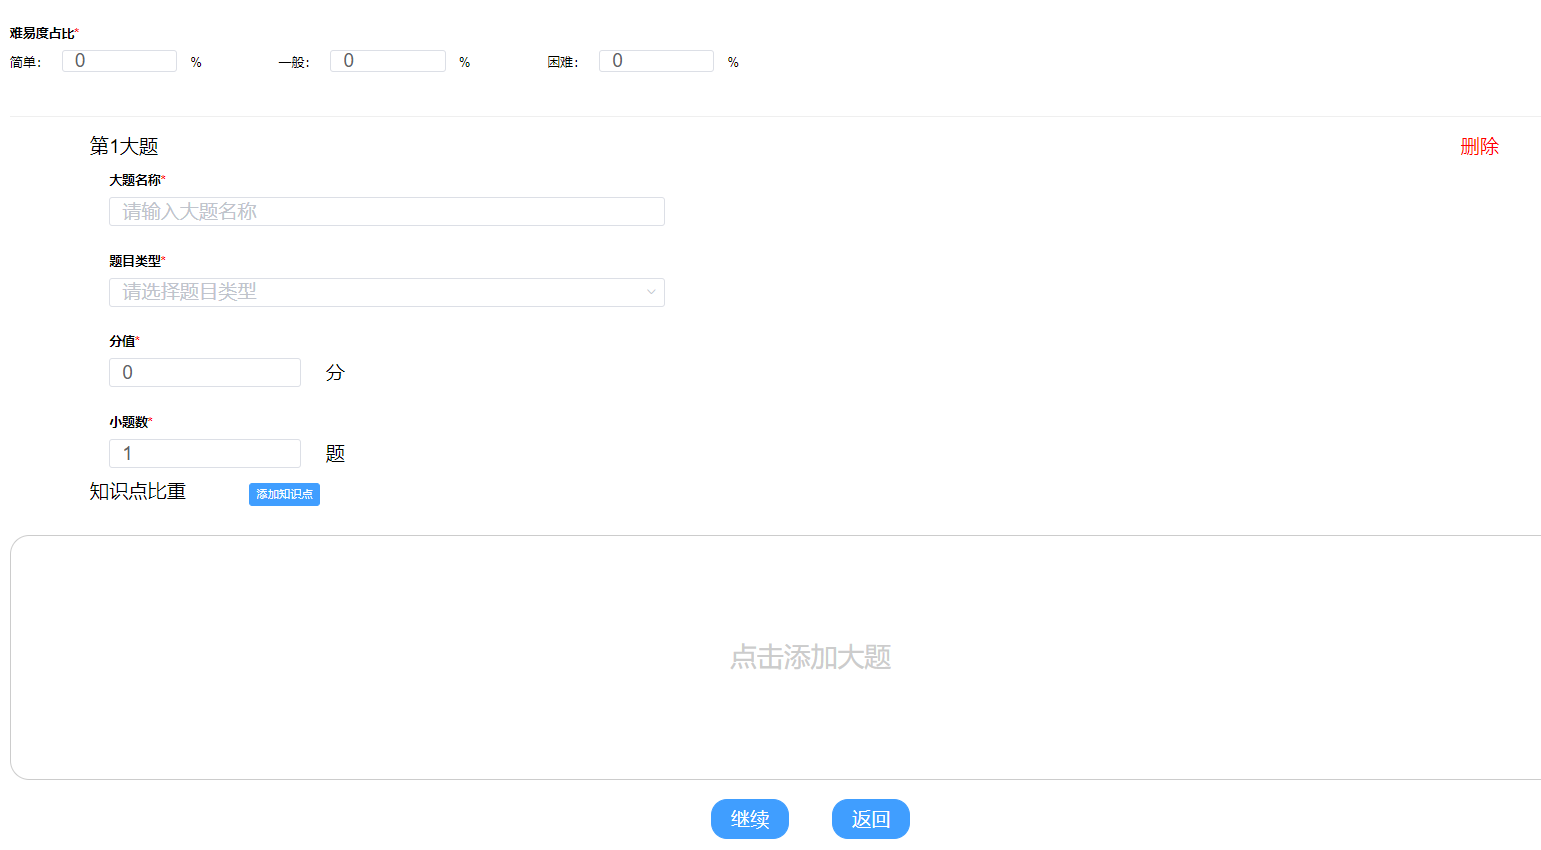 难易度占比*
简单： 0 % 一般： 0 % 困难： 0 %
第1大题 删除
大题名称*
请输入大题名称
题目类型*
请选择题目类型
分值*
0 分
小题数*
1 题
知识点比重 添加知识点
点击添加大题
继续 返回